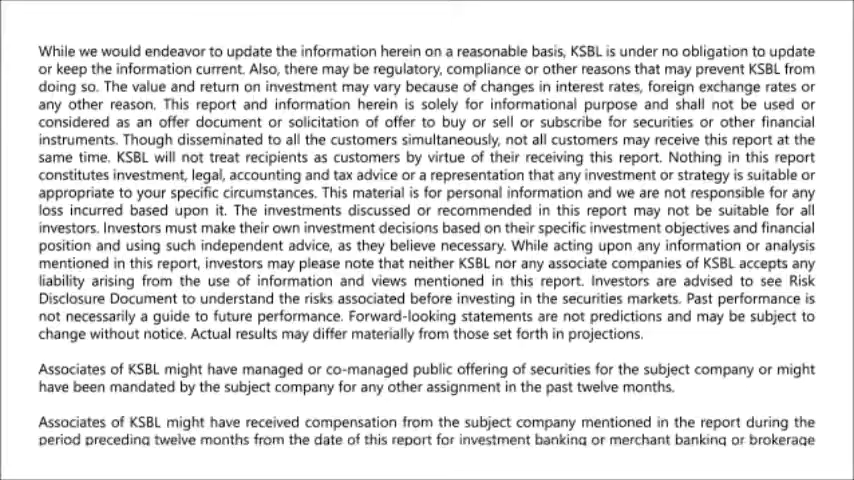 While we would endeavor to update the information herein on a reasonable basis, KSBL is under no obligation to update
or keep the information current. Also, there may be regulatory, compliance or other reasons that may prevent KSBL from
doing so. The value and return on investment may vary because of changes in interest rates, foreign exchange rates or
any other reason. This report and information herein is solely for informational purpose and shall not be used or
considered as an offer document or solicitation of offer to buy or sell or subscribe for securities or other financial
instruments. Though disseminated to all the customers simultaneously, not all customers may receive this report at the
same time. KSBL will not treat recipients as customers by virtue of their receiving this report. Nothing in this report
constitutes investment, legal, accounting and tax advice or a representation that any investment or strategy is suitable or
appropriate to your specific circumstances. This material is for personal information and we are not responsible for any
loss incurred based upon it. The investments discussed or recommended in this report may not be suitable for all
investors. Investors must make their own investment decisions based on their specific investment objectives and financial
position and using such independent advice, as they believe necessary. While acting upon any information or analysis
mentioned in this report, investors may please note that neither KSBL nor any associate companies of KSBL accepts any
liability arising from the use of information and views mentioned in this report. Investors are advised to see Risk
Disclosure Document to understand the risks associated before investing in the securities markets. Past performance is
not necessarily a guide to future performance. Forward-looking statements are not predictions and may be subject to
change without notice. Actual results may differ materially from those set forth in projections.
Associates of KSBL might have managed or co-managed public offering of securities for the subject company or might
have been mandated by the subject company for any other assignment in the past twelve months.
Associates of KSBL might have received compensation from the subject company mentioned in the report during the
period preceding twelve months from the date of this report for investment banking or merchant banking or brokerage